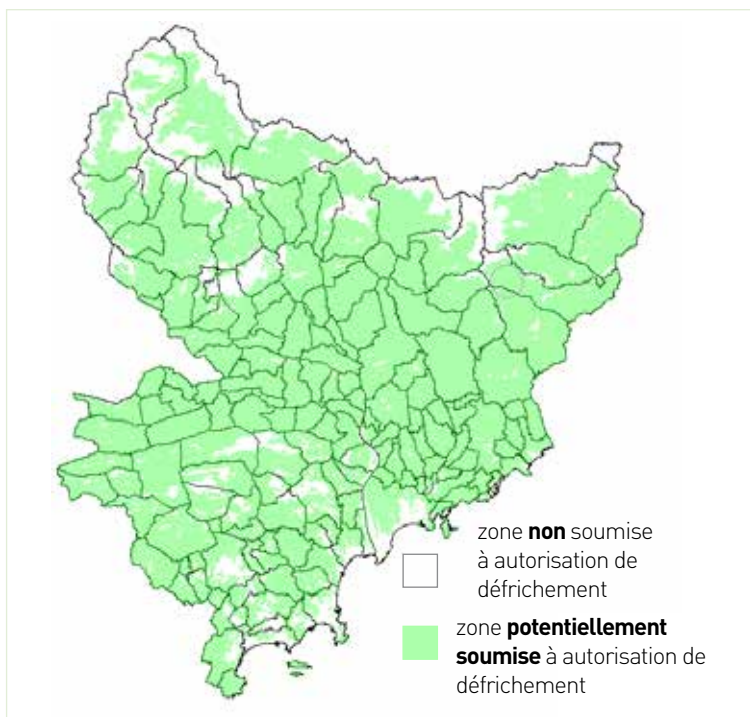 zone non soumise
à autorisation de
défrichement
zone potentiellement
soumise à autorisation de
défrichement